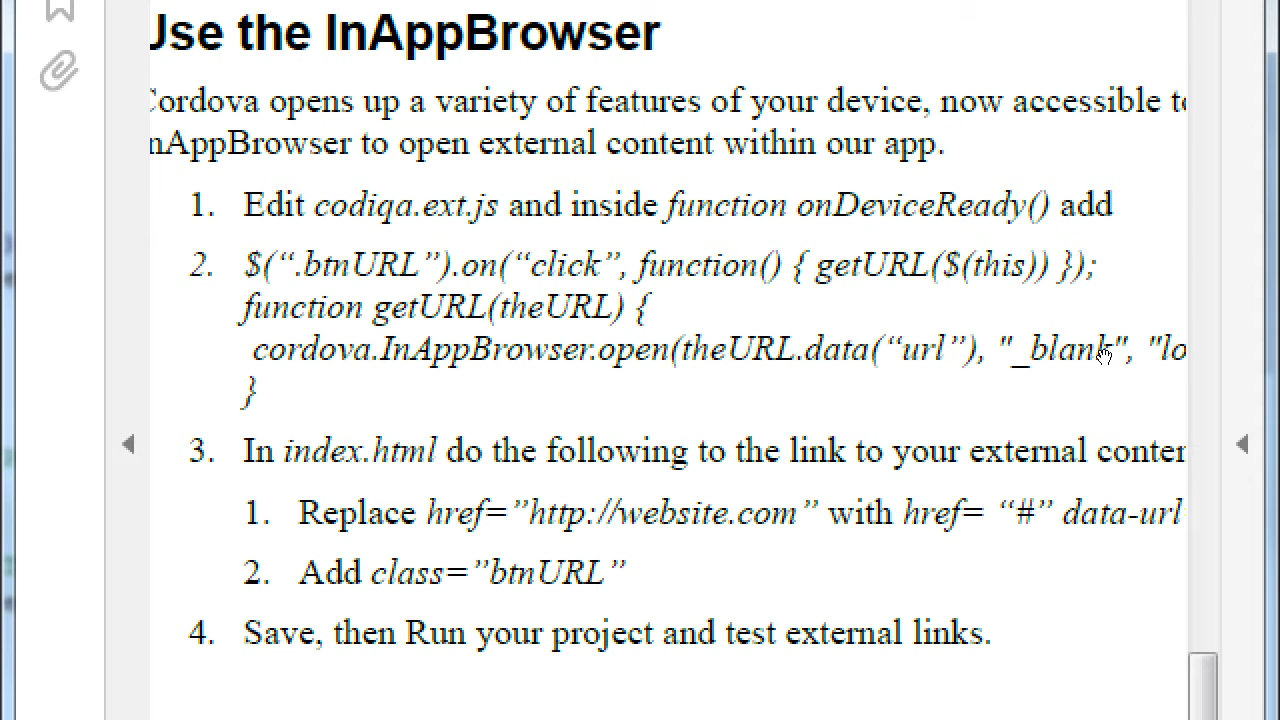 Use the InAppBrowser
Cordova opens up a variety of features of your device, now accessible to
InAppBrowser to open external content within our app.
1. Edit codiqa.ext.js and inside function onDeviceReady() add
2. $(“.btnURL”).on(“click”, function() { getURL($(this)) });
function getURL(theURL) {
cordova.InAppBrowser.open(theURL.data(“url”), "_blank", "lo
}
3. In index.html do the following to the link to your external conten
1. Replace href=”http://website.com” with href= “#” data-url
2. Add class=”btnURL”
4. Save, then Run your project and test external links.